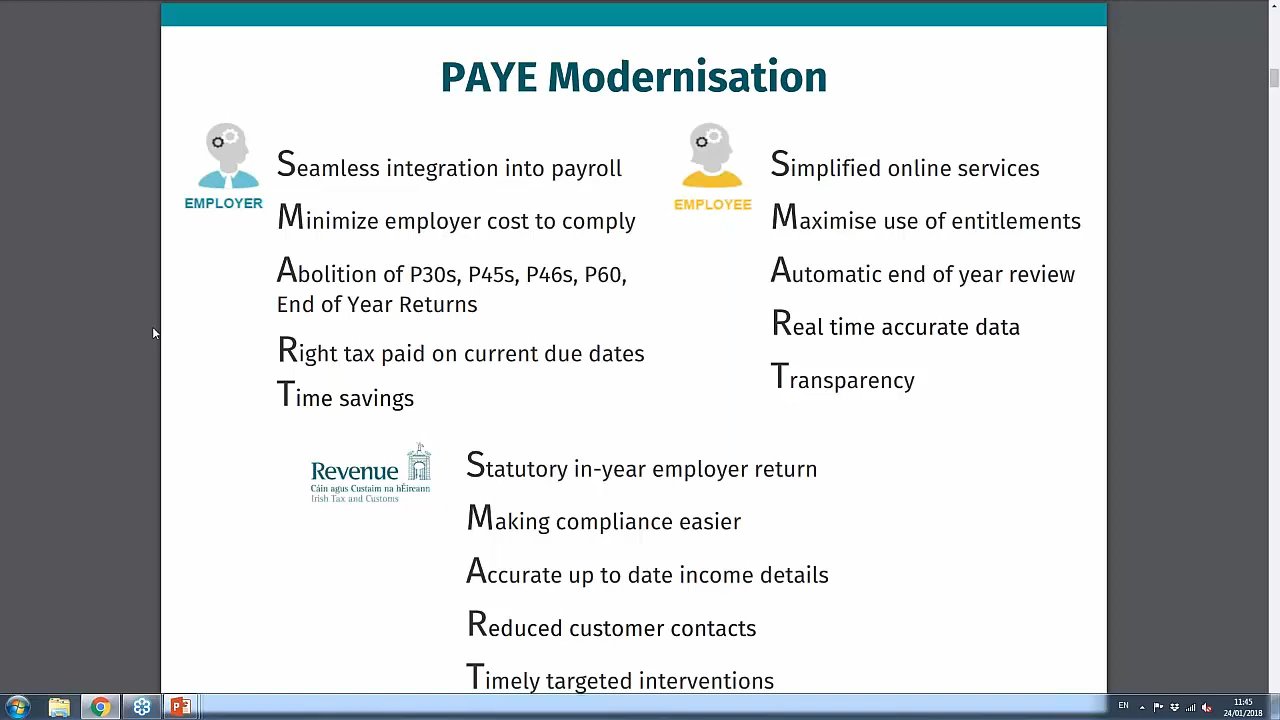 PAYE Modernisation
EMPLOYER
Seamless integration into payroll
Minimize employer cost to comply
Abolition of P30s, P45s, P46s, P60,
End of Year Returns
Right tax paid on current due dates
Time savings
EMPLOYEE
Simplified online services
Maximise use of entitlements
Automatic end of year review
Real time accurate data
Transparency
Revenue
Cáin agus Custaim na hÉireann
Irish Tax and Customs
Statutory in-year employer return
Making compliance easier
Accurate up to date income details
Reduced customer contacts
Timely targeted interventions
EN
11:45
24/01/2018